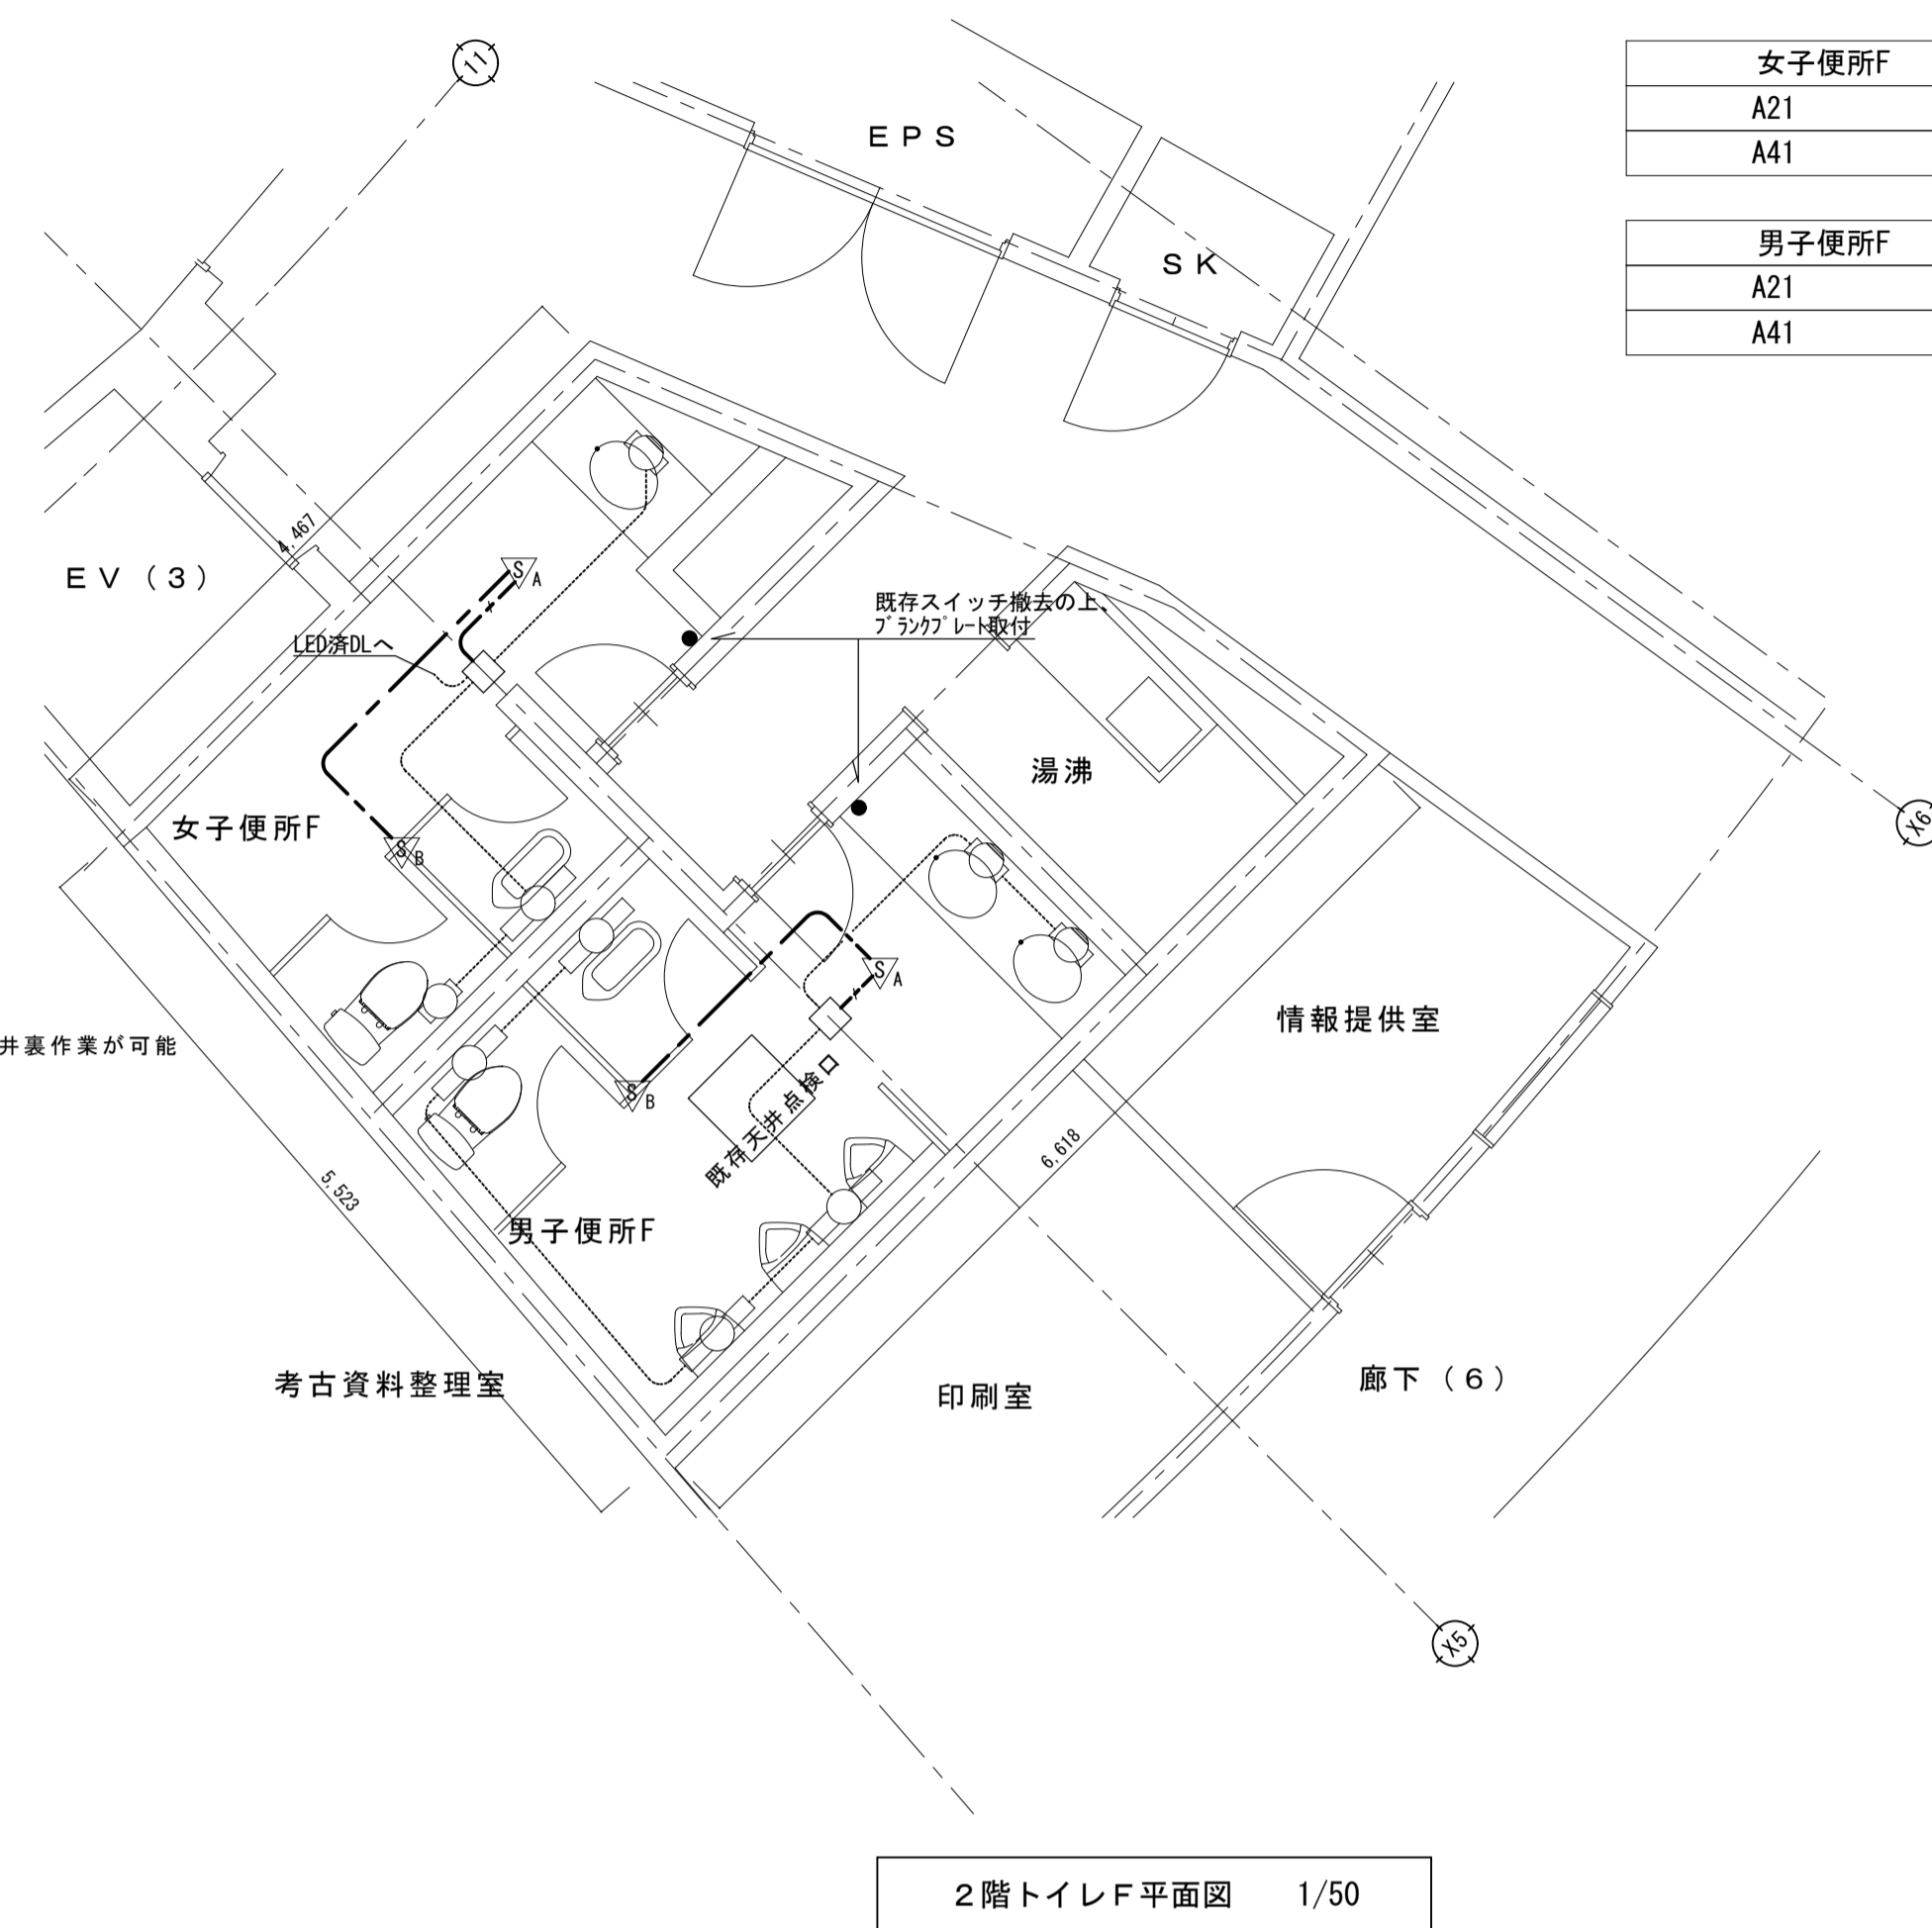 11
女子便所F
A21
A41
男子便所F
A21
A41
ＥＰＳ
ＳＫ
4,467
ＥＶ（３）
S
A
既存スイッチ撤去の上、
ﾌﾞﾗﾝｸﾌﾟﾚｰﾄ取付
LED済DLへ
湯沸
女子便所F
S
B
X6
S
A
情報提供室
井裏作業が可能
S
B
既存天井点検口
6,618
5,523
男子便所F
考古資料整理室
印刷室
廊下（６）
X5
２階トイレＦ平面図 1/50